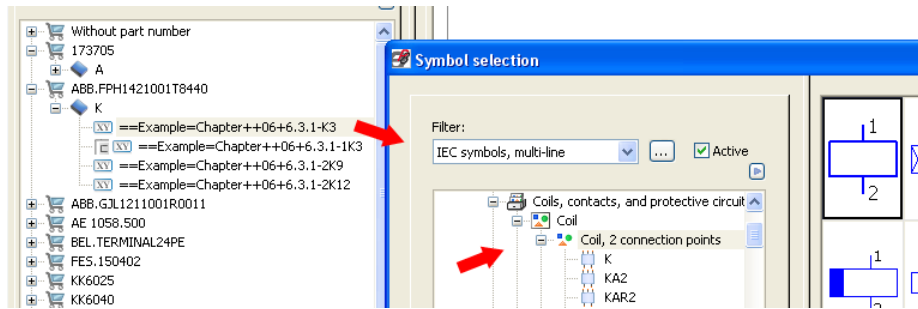 Without part number
173705
A
ABB.FPH1421001T8440
K
==Example=Chapter++06+6.3.1-K3
==Example=Chapter++06+6.3.1-1K3
==Example=Chapter++06+6.3.1-2K9
==Example=Chapter++06+6.3.1-2K12
ABB.GJL1211001R0011
AE 1058.500
BEL.TERMINAL24PE
FES.150402
KK6025
KK6040
Symbol selection
Filter:
IEC symbols, multi-line
...
Active
Coils, contacts, and protective circuit
Coil
Coil, 2 connection points
K
KA2
KAR2
1
2
1